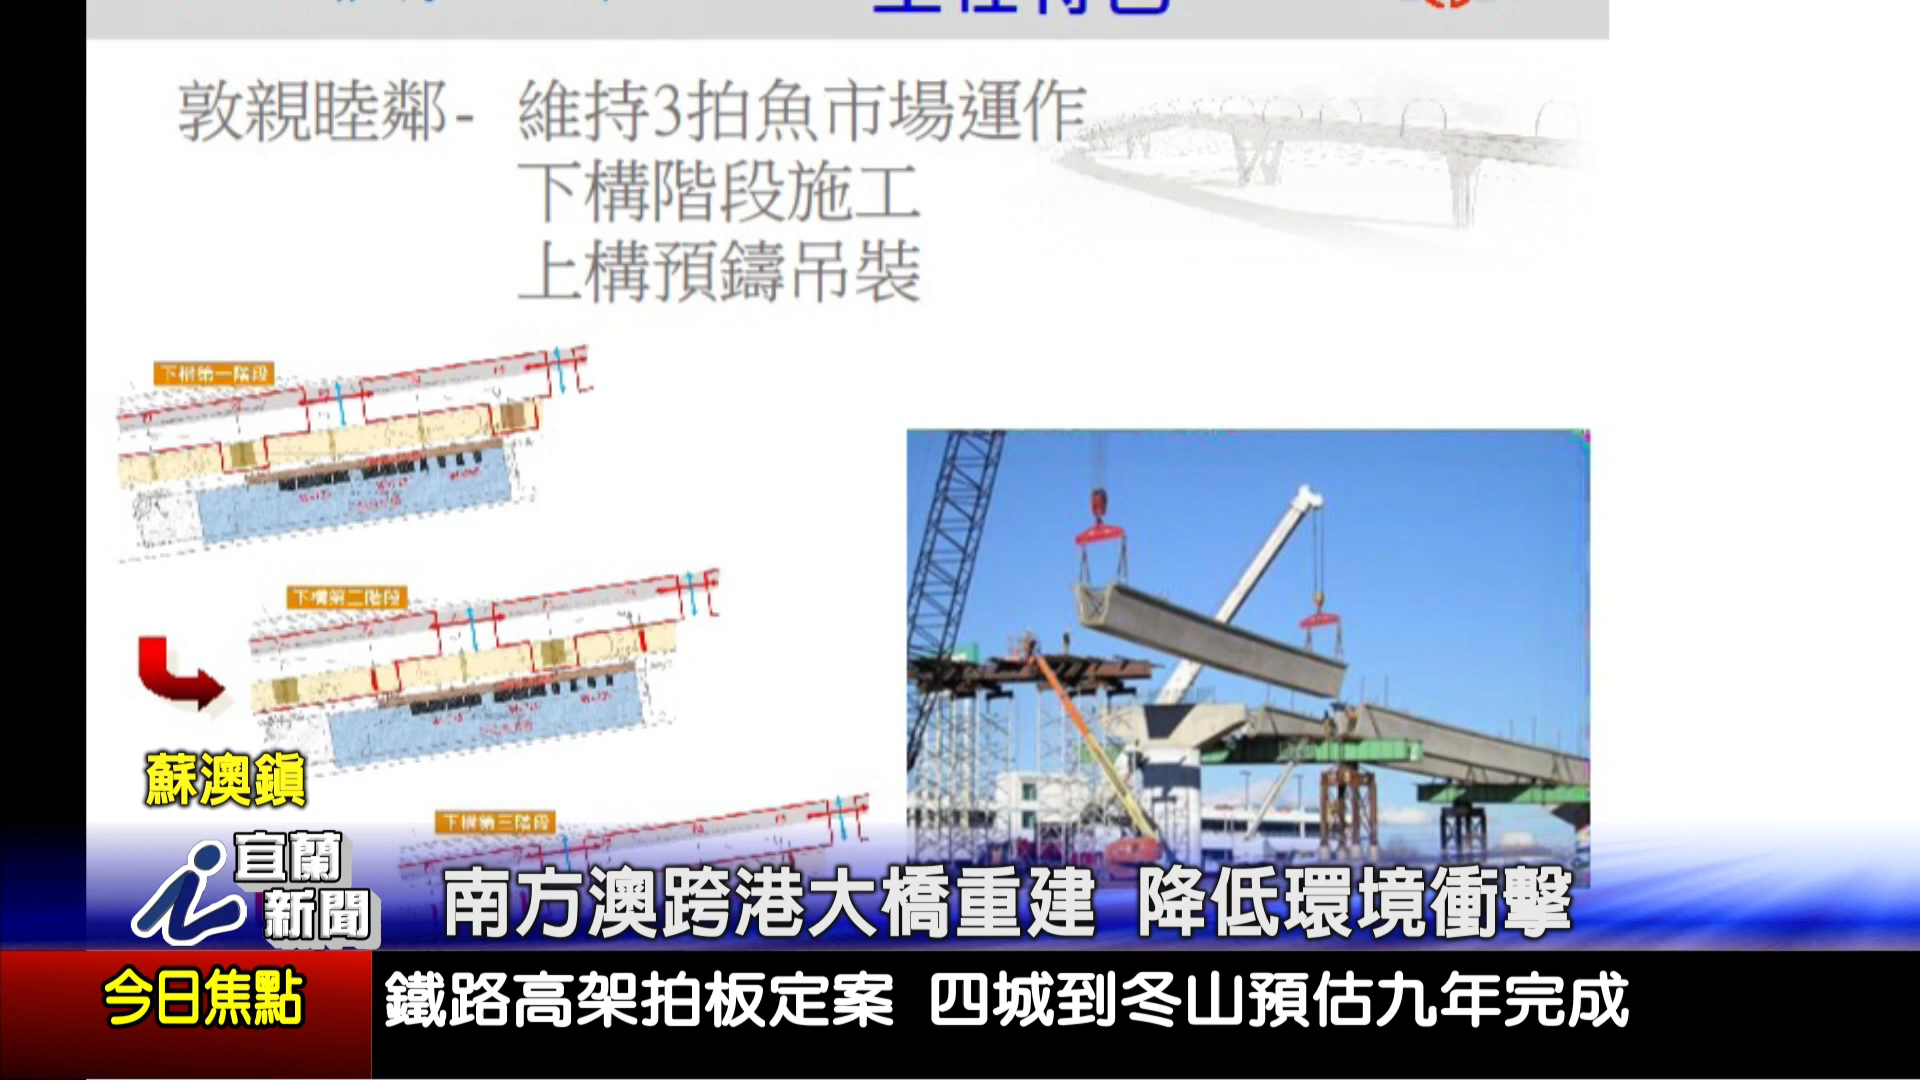 敦親睦鄰- 維持3拍魚市場運作
下構階段施工
上構預鑄吊裝
下構第一階段
下構第二階段
下構第三階段
蘇澳鎮
宜蘭
新聞
南方澳跨港大橋重建 降低環境衝擊
今日焦點
鐵路高架拍板定案 四城到冬山預估九年完成